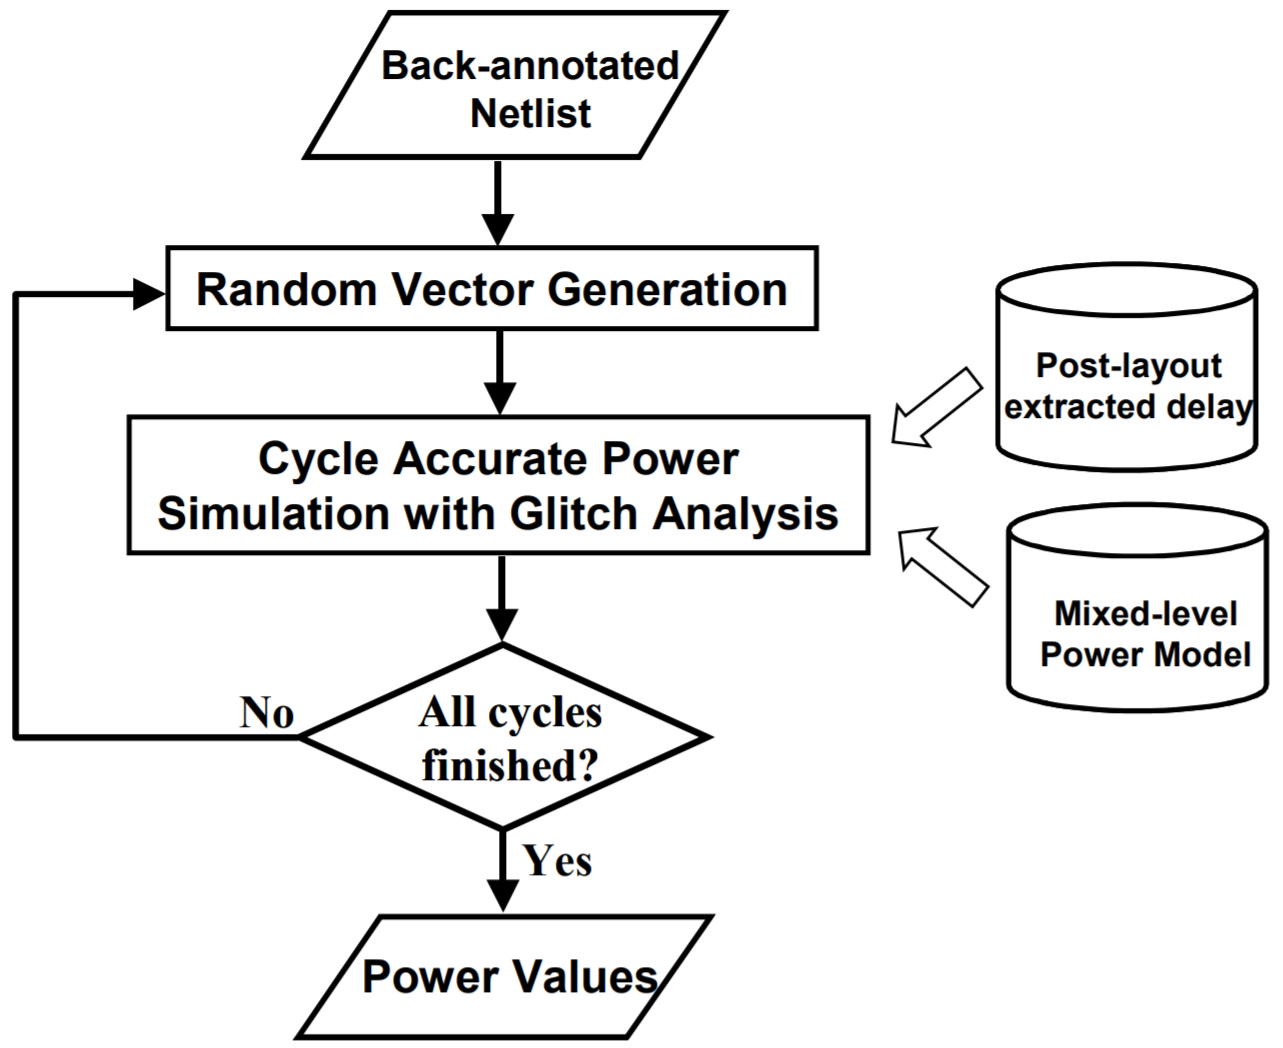 Back-annotated
Netlist
Random Vector Generation
Post-layout
extracted delay
Cycle Accurate Power
Simulation with Glitch Analysis
Mixed-level
Power Model
No
All cycles
finished?
Yes
Power Values